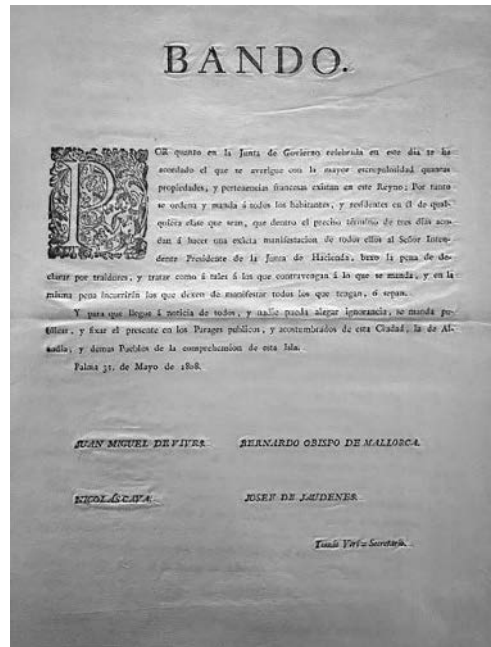 BANDO.
POR quanto en la Junta de Govierno celebrada en este dia se ha
acordado el que se averigue con la mayor escrupulosidad quantas
propiedades, y pertenencias francesas existan en este Reyno: Por tanto
se ordena y manda á todos los habitantes, y residentes en él de qual-
quiera clase que sean, que dentro el preciso término de tres dias acu-
dan á hacer una exâcta manifestacion de todos ellos al Señor Inten-
dente Presidente de la Junta de Hacienda, baxo la pena de de-
clarar por traidores, y tratar como á tales á los que contravengan á lo que se manda, y en la
misma pena incurrirán los que dexen de manifestar todos los que tengan, ó sepan.
Y para que llegue á noticia de todos, y nadie pueda alegar ignorancia, se manda pu-
blicar, y fixar el presente en los Parages publicos, y acostumbrados de esta Ciudad, la de Al-
cudia, y demas Pueblos de la comprehension de esta Isla.
Palma 31. de Mayo de 1808.
JUAN MIGUEL DE VIVES. BERNARDO OBISPO DE MALLORCA.
NICOLÁS CAVA. JOSEF DE JAUDENES.
Tomás Verí = Secretario.